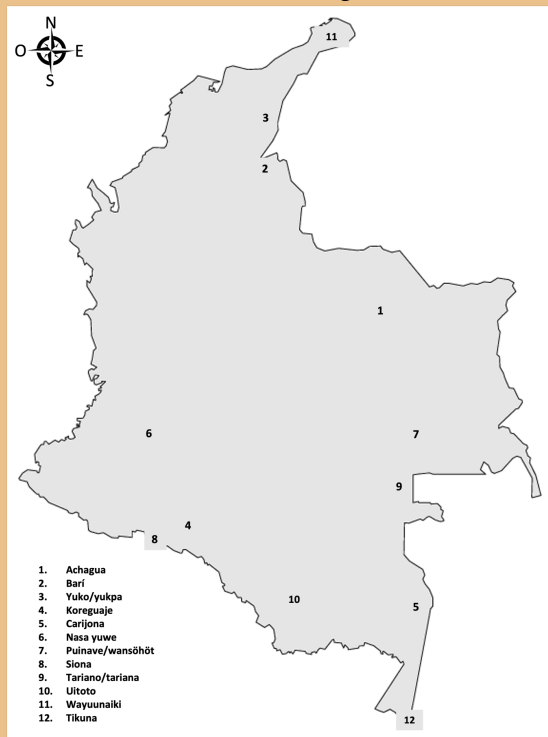 N
O E
S
11
3
2
1
6
7
9
4
8
10
5
1. Achagua
2. Barí
3. Yuko/yukpa
4. Koreguaje
5. Carijona
6. Nasa yuwe
7. Puinave/wansöhöt
8. Siona
9. Tariano/tariana
10. Uitoto
11. Wayuunaiki
12. Tikuna
12